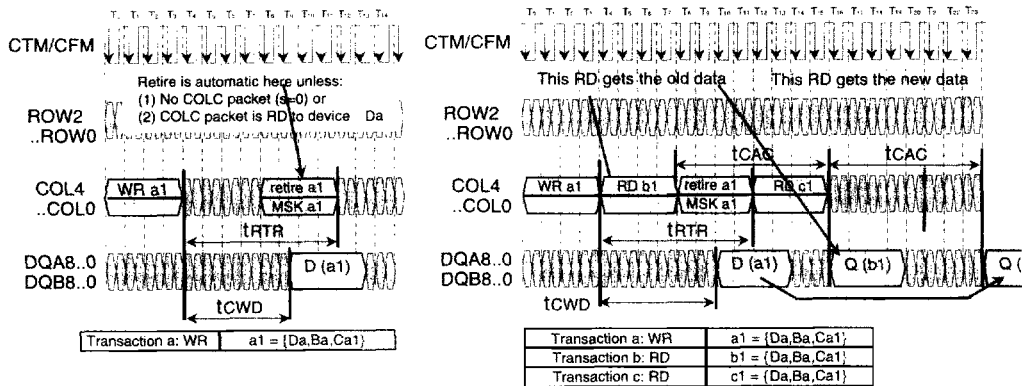 CTM/CFM
Retire is automatic here unless:
(1) No COLC packet (s=0) or
(2) COLC packet is RD to device Da
ROW2
..ROW0
COL4
..COL0
WR a1
retire a1
MSK a1
tRTR
DQA8..0
DQB8..0
D (a1)
tCWD
Transaction a: WR
a1 = {Da,Ba,Ca1}
CTM/CFM
This RD gets the old data
This RD gets the new data
ROW2
..ROW0
tCAC
tCAC
COL4
..COL0
WR a1
RD b1
retire a1
MSK a1
RD c1
tRTR
DQA8..0
DQB8..0
D (a1)
Q (b1)
Q (
tCWD
Transaction a: WR
a1 = {Da,Ba,Ca1}
Transaction b: RD
b1 = {Da,Ba,Ca1}
Transaction c: RD
c1 = {Da,Ba,Ca1}